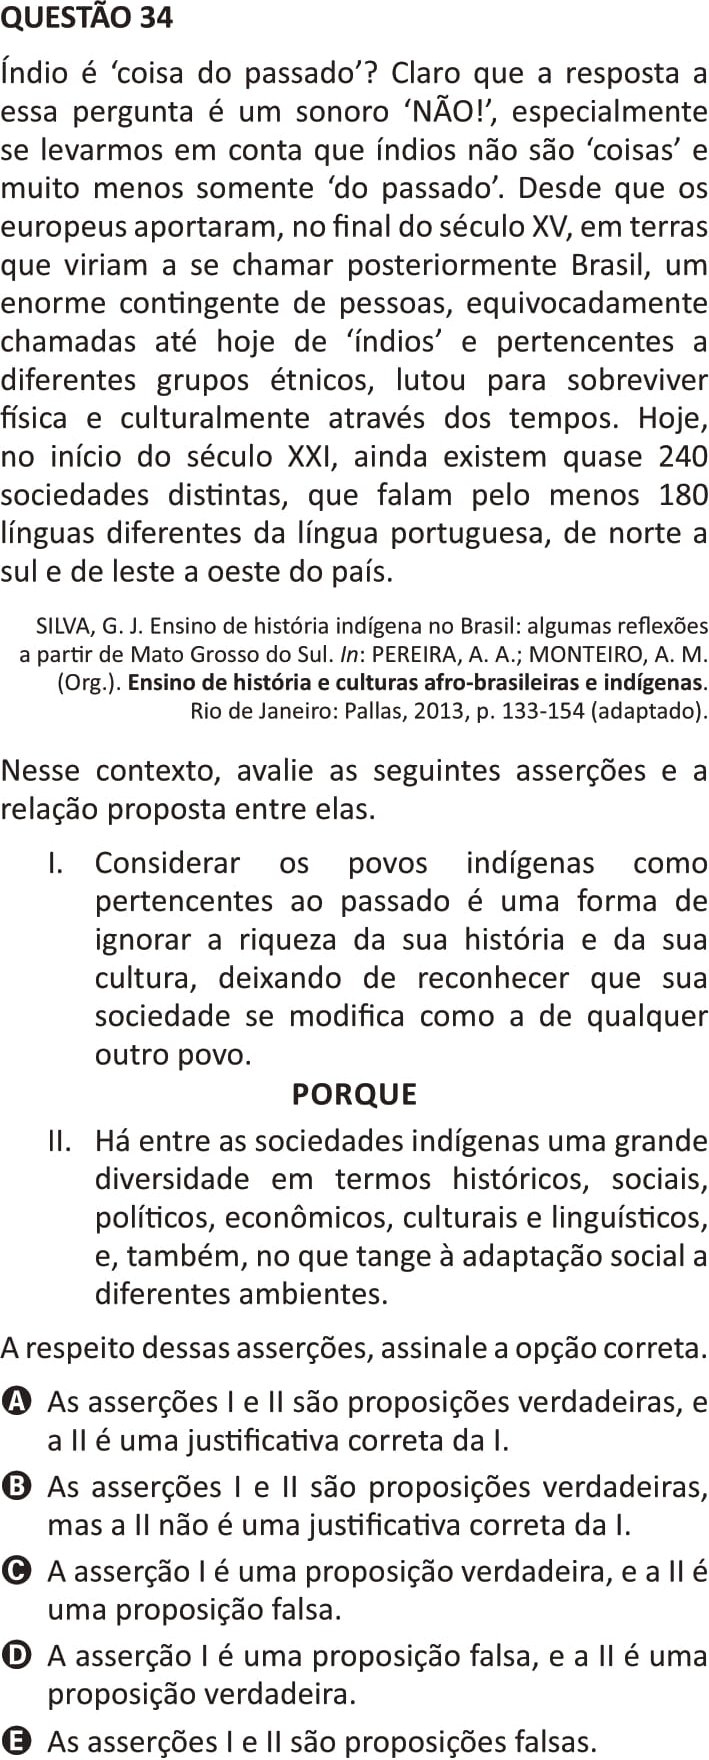 QUESTÃO 34
Índio é ‘coisa do passado’? Claro que a resposta a
essa pergunta é um sonoro ‘NÃO!’, especialmente
se levarmos em conta que índios não são ‘coisas’ e
muito menos somente ‘do passado’. Desde que os
europeus aportaram, no final do século XV, em terras
que viriam a se chamar posteriormente Brasil, um
enorme contingente de pessoas, equivocadamente
chamadas até hoje de ‘índios’ e pertencentes a
diferentes grupos étnicos, lutou para sobreviver
física e culturalmente através dos tempos. Hoje,
no início do século XXI, ainda existem quase 240
sociedades distintas, que falam pelo menos 180
línguas diferentes da língua portuguesa, de norte a
sul e de leste a oeste do país.
SILVA, G. J. Ensino de história indígena no Brasil: algumas reflexões
a partir de Mato Grosso do Sul. In: PEREIRA, A. A.; MONTEIRO, A. M.
(Org.). Ensino de história e culturas afro-brasileiras e indígenas.
Rio de Janeiro: Pallas, 2013, p. 133-154 (adaptado).
Nesse contexto, avalie as seguintes asserções e a
relação proposta entre elas.
I. Considerar os povos indígenas como
pertencentes ao passado é uma forma de
ignorar a riqueza da sua história e da sua
cultura, deixando de reconhecer que sua
sociedade se modifica como a de qualquer
outro povo.
PORQUE
II. Há entre as sociedades indígenas uma grande
diversidade em termos históricos, sociais,
políticos, econômicos, culturais e linguísticos,
e, também, no que tange à adaptação social a
diferentes ambientes.
A respeito dessas asserções, assinale a opção correta.
A As asserções I e II são proposições verdadeiras, e
a II é uma justificativa correta da I.
B As asserções I e II são proposições verdadeiras,
mas a II não é uma justificativa correta da I.
C A asserção I é uma proposição verdadeira, e a II é
uma proposição falsa.
D A asserção I é uma proposição falsa, e a II é uma
proposição verdadeira.
E As asserções I e II são proposições falsas.